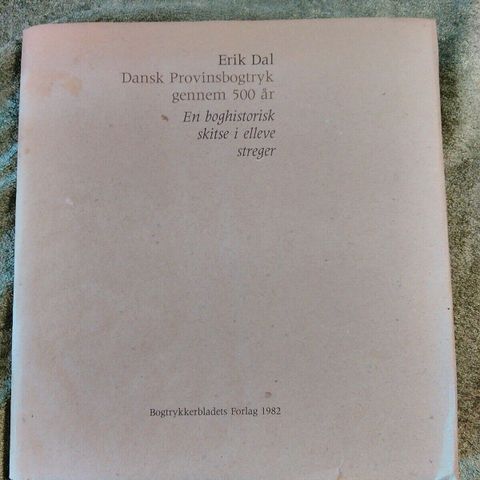 Erik Dal
Dansk Provinsbogtryk
gennem 500 år
En boghistorisk
skitse i elleve
streger
Bogtrykkerbladets Forlag 1982